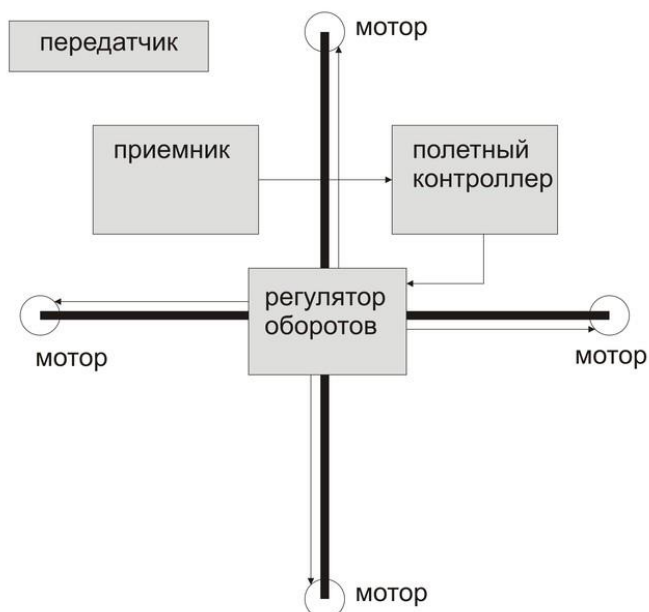 мотор
передатчик
приемник
полетный
контроллер
регулятор
оборотов
мотор
мотор
мотор